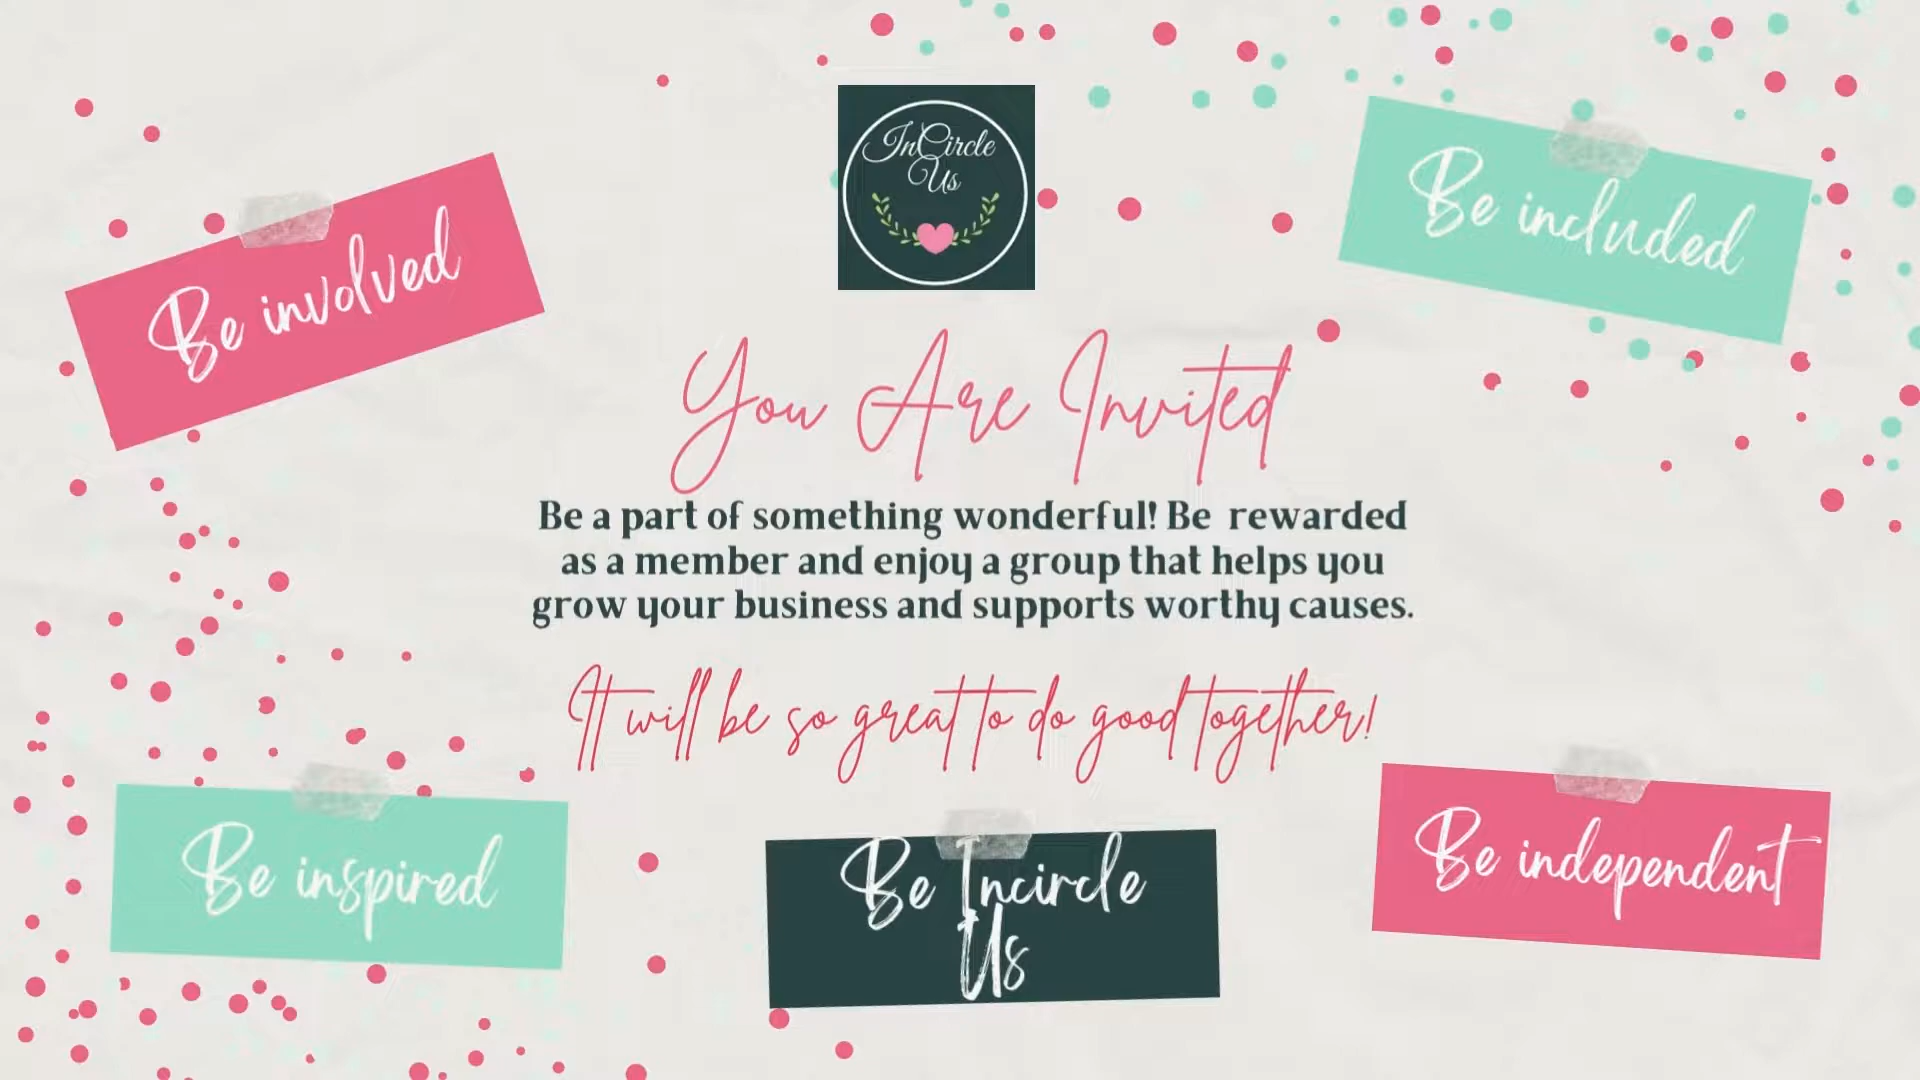 InCircle
Us
Be included
Be involved
You Are Invited
Be a part of something wonderful! Be rewarded
as a member and enjoy a group that helps you
grow your business and supports worthy causes.
It will be so great to do good together!
Be inspired
Be Incircle
Us
Be independent